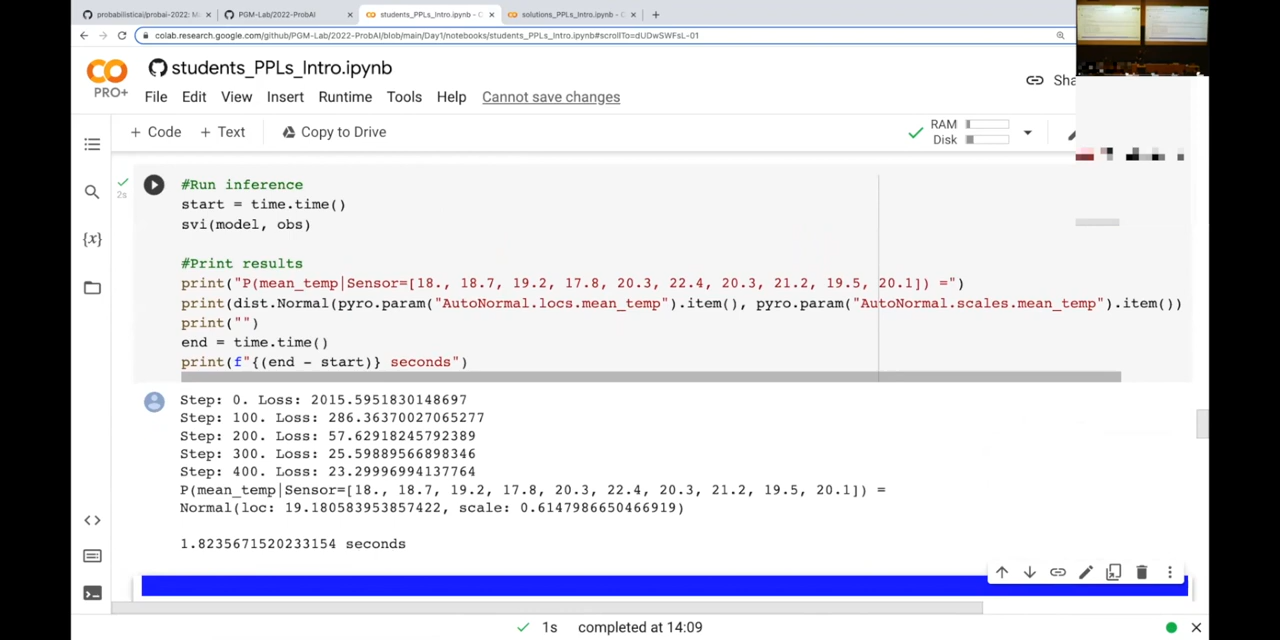 probabilisticai/probai-2022: M
PGM-Lab/2022-ProbAI
students_PPLs_Intro.ipynb - C
solutions_PPLs_Intro.ipynb - C
colab.research.google.com/github/PGM-Lab/2022-ProbAI/blob/main/Day1/notebooks/students_PPLs_Intro.ipynb#scrollTo=dUDwSWFsL-01
students_PPLs_Intro.ipynb
PRO+
File Edit View Insert Runtime Tools Help Cannot save changes
Sha
+ Code + Text Copy to Drive
RAM
Disk
2s
{x}
#Run inference
start = time.time()
svi(model, obs)
#Print results
print("P(mean_temp|Sensor=[18., 18.7, 19.2, 17.8, 20.3, 22.4, 20.3, 21.2, 19.5, 20.1]) =")
print(dist.Normal(pyro.param("AutoNormal.locs.mean_temp").item(), pyro.param("AutoNormal.scales.mean_temp").item())
print("")
end = time.time()
print(f"{(end - start)} seconds")
Step: 0. Loss: 2015.5951830148697
Step: 100. Loss: 286.36370027065277
Step: 200. Loss: 57.62918245792389
Step: 300. Loss: 25.59889566898346
Step: 400. Loss: 23.29996994137764
P(mean_temp|Sensor=[18., 18.7, 19.2, 17.8, 20.3, 22.4, 20.3, 21.2, 19.5, 20.1]) =
Normal(loc: 19.180583953857422, scale: 0.6147986650466919)
1.8235671520233154 seconds
1s completed at 14:09